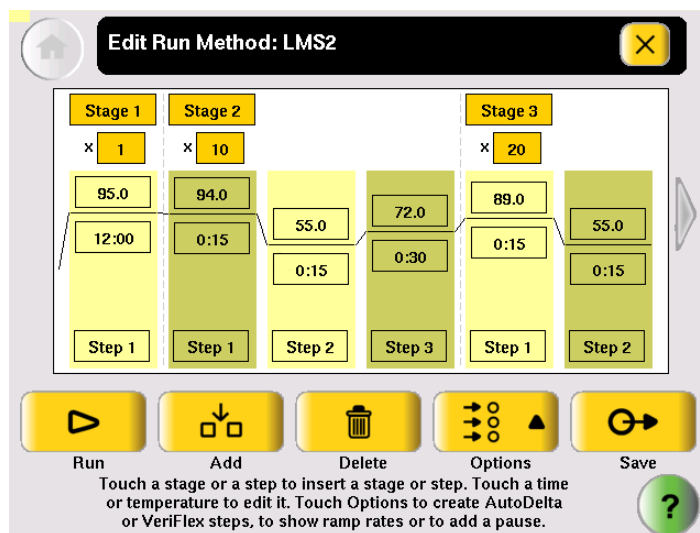 Edit Run Method: LMS2
Stage 1 Stage 2 Stage 3
x 1 x 10 x 20
95.0 94.0 55.0 72.0 89.0 55.0
12:00 0:15 0:15 0:30 0:15 0:15
Step 1 Step 1 Step 2 Step 3 Step 1 Step 2
Run Add Delete Options Save
Touch a stage or a step to insert a stage or step. Touch a time
or temperature to edit it. Touch Options to create AutoDelta
or VeriFlex steps, to show ramp rates or to add a pause.
?